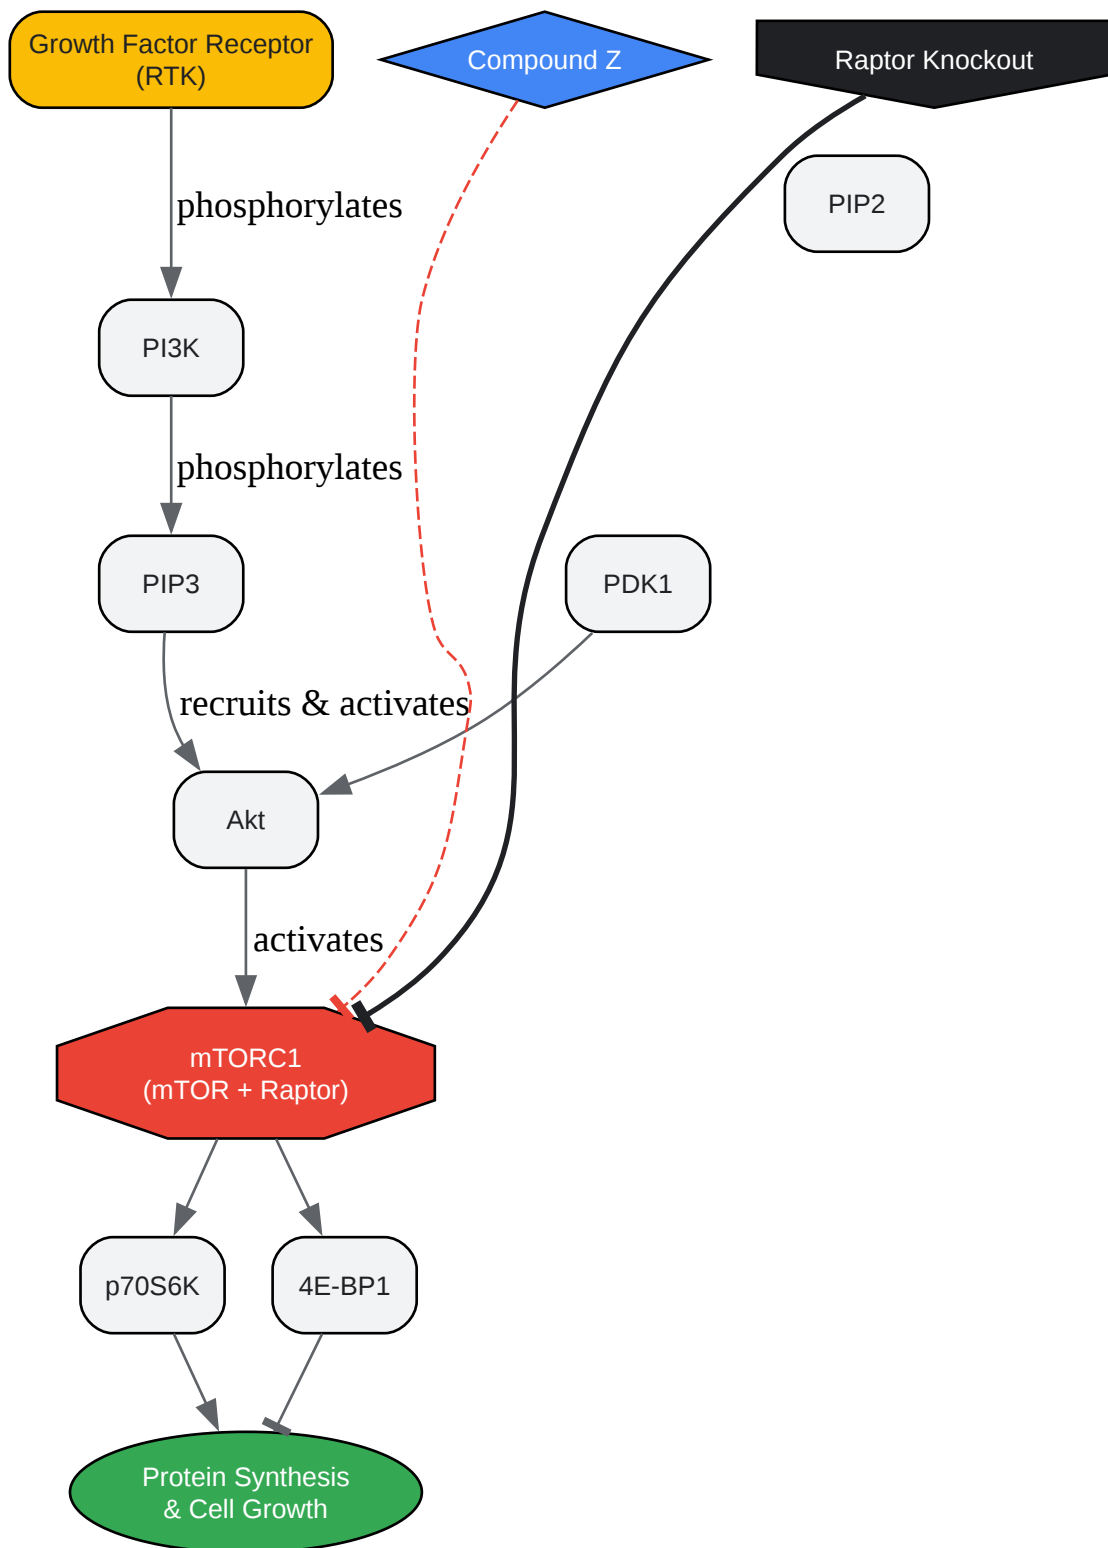 Growth Factor Receptor
(RTK)
Compound Z
Raptor Knockout
PIP2
phosphorylates
PI3K
phosphorylates
PIP3
PDK1
recruits & activates
Akt
activates
mTORC1
(mTOR + Raptor)
p70S6K
4E-BP1
Protein Synthesis
& Cell Growth